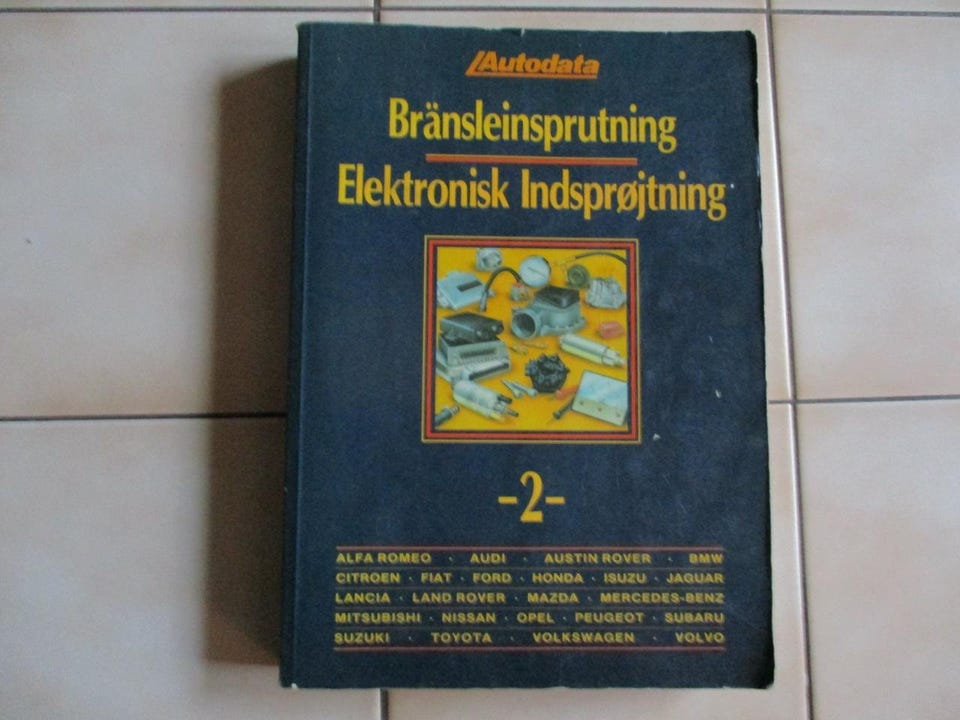 Autodata
Bränsleinsprutning
Elektronisk Indsprøjtning
-2-
ALFA ROMEO · AUDI · AUSTIN ROVER · BMW
CITROEN · FIAT · FORD · HONDA · ISUZU · JAGUAR
LANCIA · LAND ROVER · MAZDA · MERCEDES-BENZ
MITSUBISHI · NISSAN · OPEL · PEUGEOT · SUBARU
SUZUKI · TOYOTA · VOLKSWAGEN · VOLVO